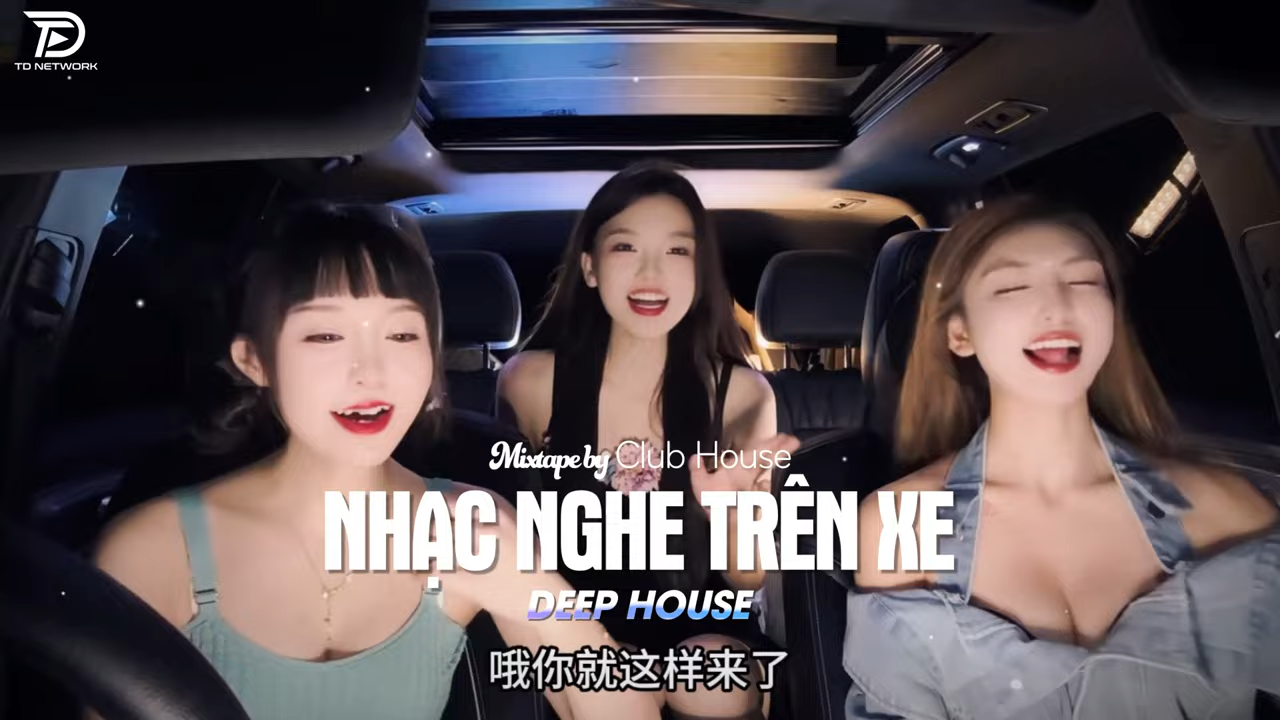 TD NETWORK
Mixtape by Club House
NHẠC NGHE TRÊN XE
DEEP HOUSE
哦你就这样来了